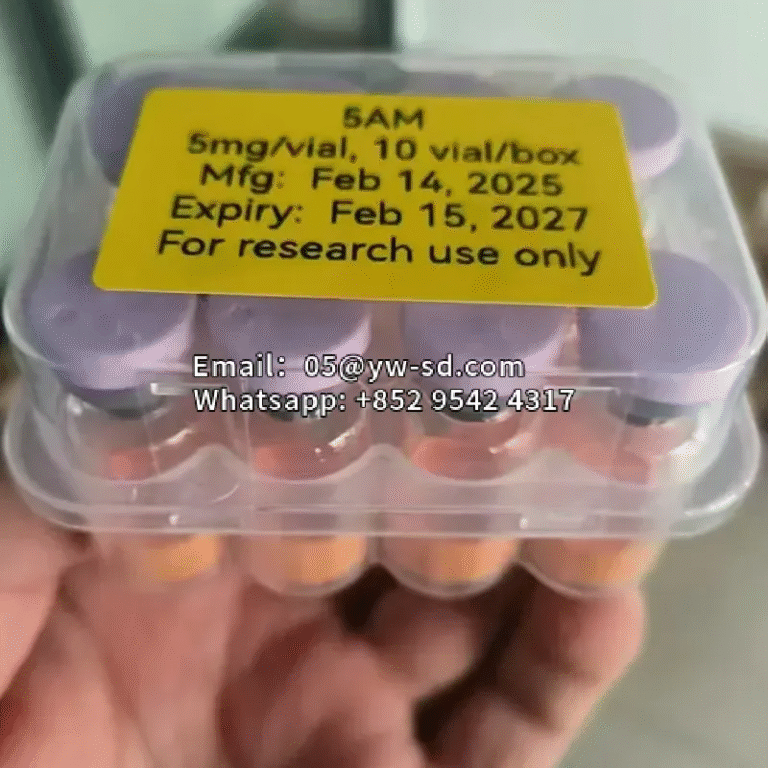 5AM
5mg/vial, 10 vial/box
Mfg: Feb 14, 2025
Expiry: Feb 15, 2027
For research use only
Email: 05@yw-sd.com
Whatsapp: +852 9542 4317